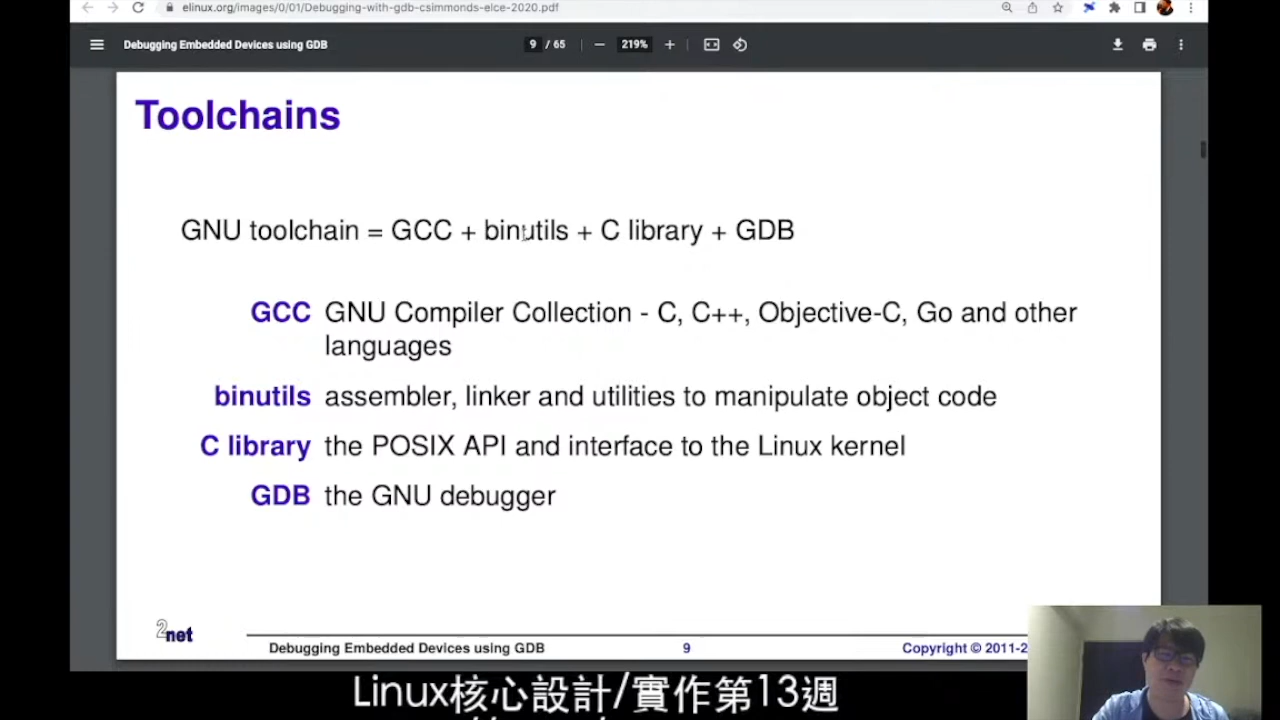 elinux.org/images/0/01/Debugging-with-gdb-csimmonds-elce-2020.pdf
Debugging Embedded Devices using GDB
9 / 65
219%
Toolchains
GNU toolchain = GCC + binutils + C library + GDB
GCC GNU Compiler Collection - C, C++, Objective-C, Go and other
languages
binutils assembler, linker and utilities to manipulate object code
C library the POSIX API and interface to the Linux kernel
GDB the GNU debugger
2net
Debugging Embedded Devices using GDB 9 Copyright © 2011-2
Linux核心設計/實作第13週